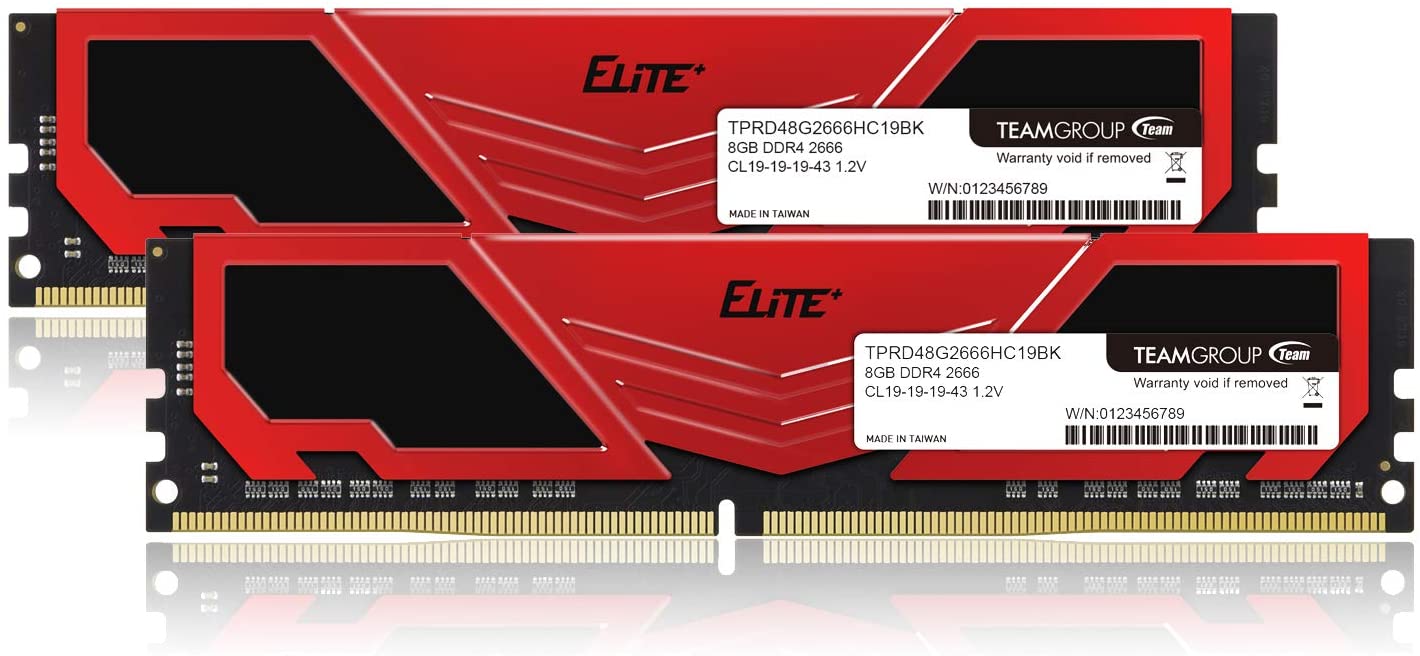 ELiTE+
TPRD48G2666HC19BK
8GB DDR4 2666
CL19-19-19-43 1.2V
TEAMGROUP Team
Warranty void if removed
W/N:0123456789
MADE IN TAIWAN
ELiTE+
TPRD48G2666HC19BK
8GB DDR4 2666
CL19-19-19-43 1.2V
TEAMGROUP Team
Warranty void if removed
W/N:0123456789
MADE IN TAIWAN